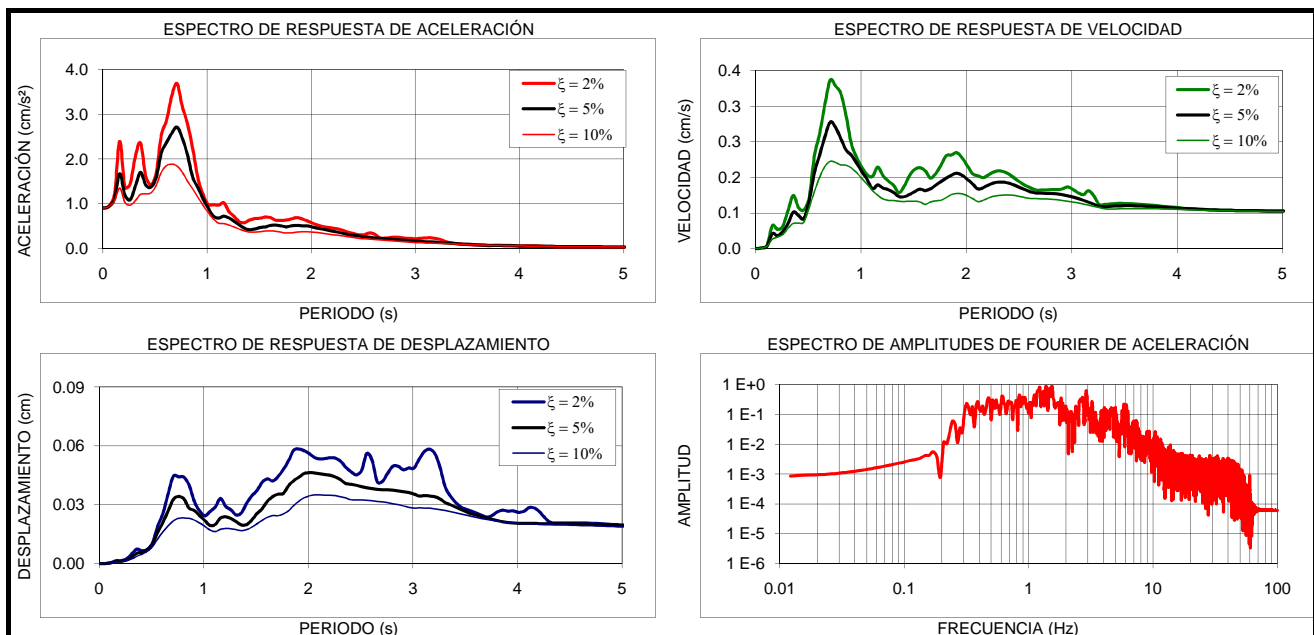 ESPECTRO DE RESPUESTA DE ACELERACIÓN
ACELERACIÓN (cm/s²)
4.0
3.0
2.0
1.0
0.0
ξ = 2%
ξ = 5%
ξ = 10%
0 1 2 3 4 5
PERIODO (s)
ESPECTRO DE RESPUESTA DE VELOCIDAD
VELOCIDAD (cm/s)
0.4
0.3
0.3
0.2
0.1
0.0
ξ = 2%
ξ = 5%
ξ = 10%
0 1 2 3 4 5
PERIODO (s)
ESPECTRO DE RESPUESTA DE DESPLAZAMIENTO
DESPLAZAMIENTO (cm)
0.09
0.06
0.03
0.00
ξ = 2%
ξ = 5%
ξ = 10%
0 1 2 3 4 5
PERIODO (s)
ESPECTRO DE AMPLITUDES DE FOURIER DE ACELERACIÓN
AMPLITUD
1 E+0
1 E-1
1 E-2
1 E-3
1 E-4
1 E-5
1 E-6
0.01 0.1 1 10 100
FRECUENCIA (Hz)